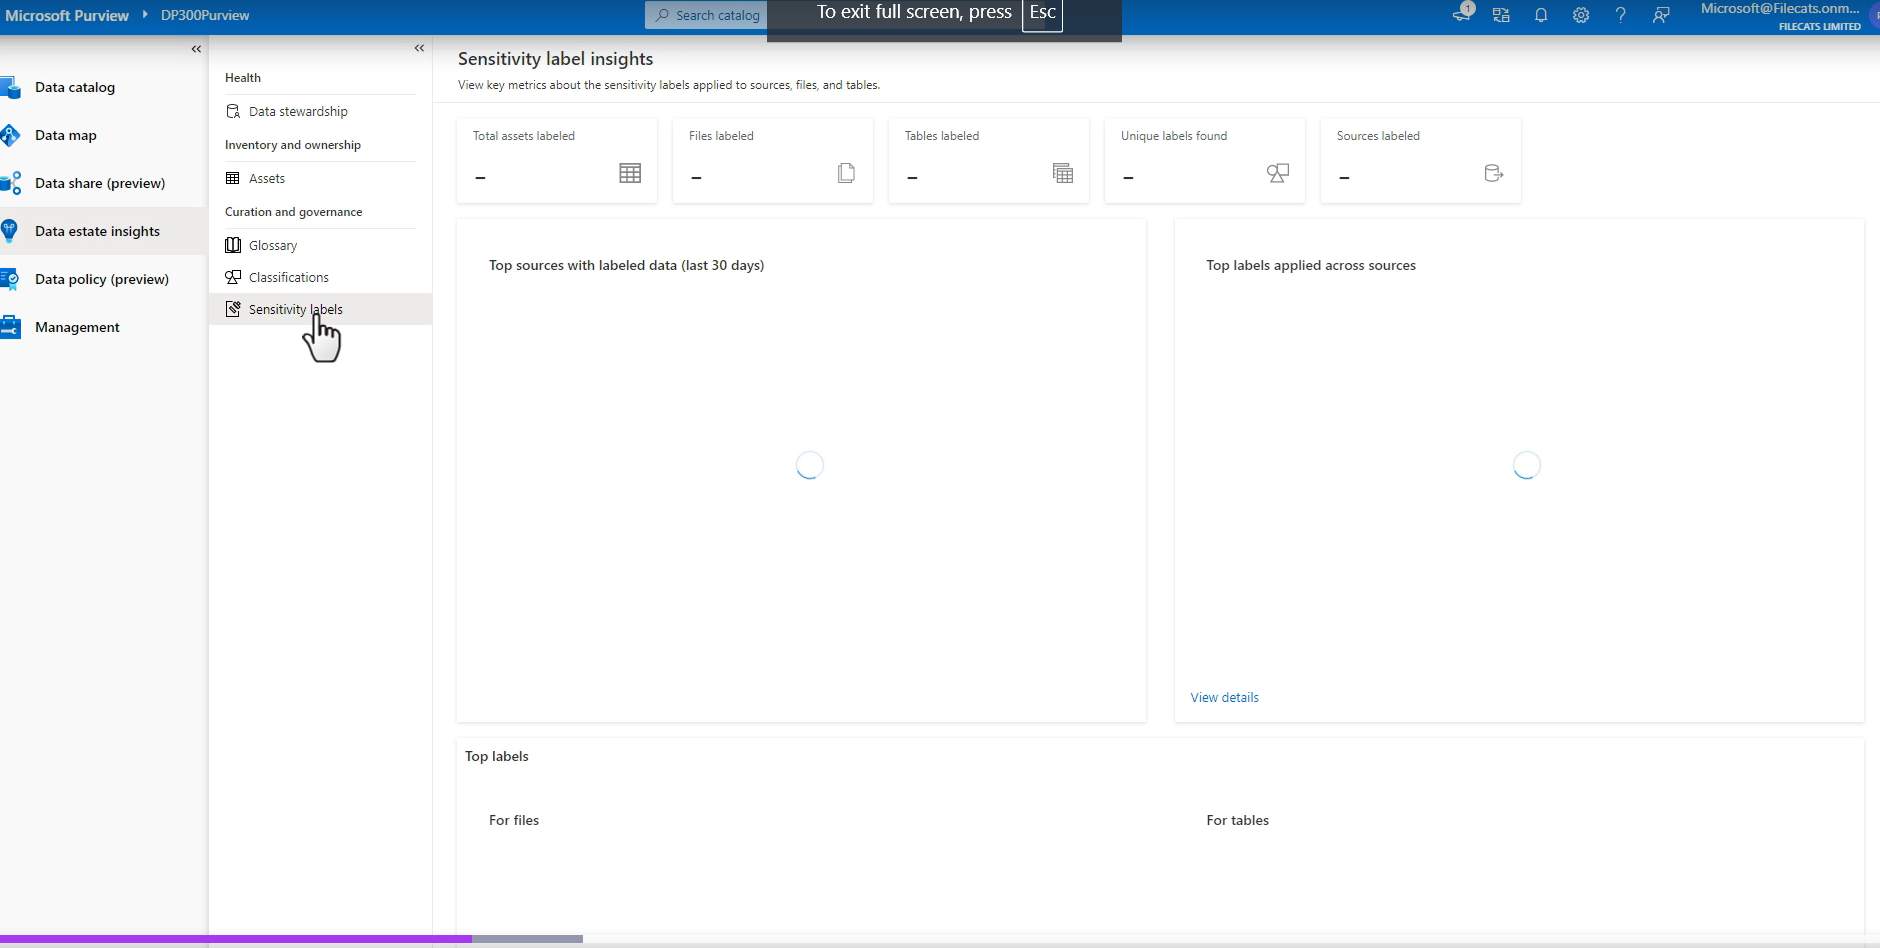 Microsoft Purview
DP300Purview
Search catalog
To exit full screen, press Esc
1
Microsoft@Filecats.onm...
FILECATS LIMITED
Data catalog
Data map
Data share (preview)
Data estate insights
Data policy (preview)
Management
Health
Data stewardship
Inventory and ownership
Assets
Curation and governance
Glossary
Classifications
Sensitivity labels
Sensitivity label insights
View key metrics about the sensitivity labels applied to sources, files, and tables.
Total assets labeled
–
Files labeled
–
Tables labeled
–
Unique labels found
–
Sources labeled
–
Top sources with labeled data (last 30 days)
Top labels applied across sources
View details
Top labels
For files
For tables